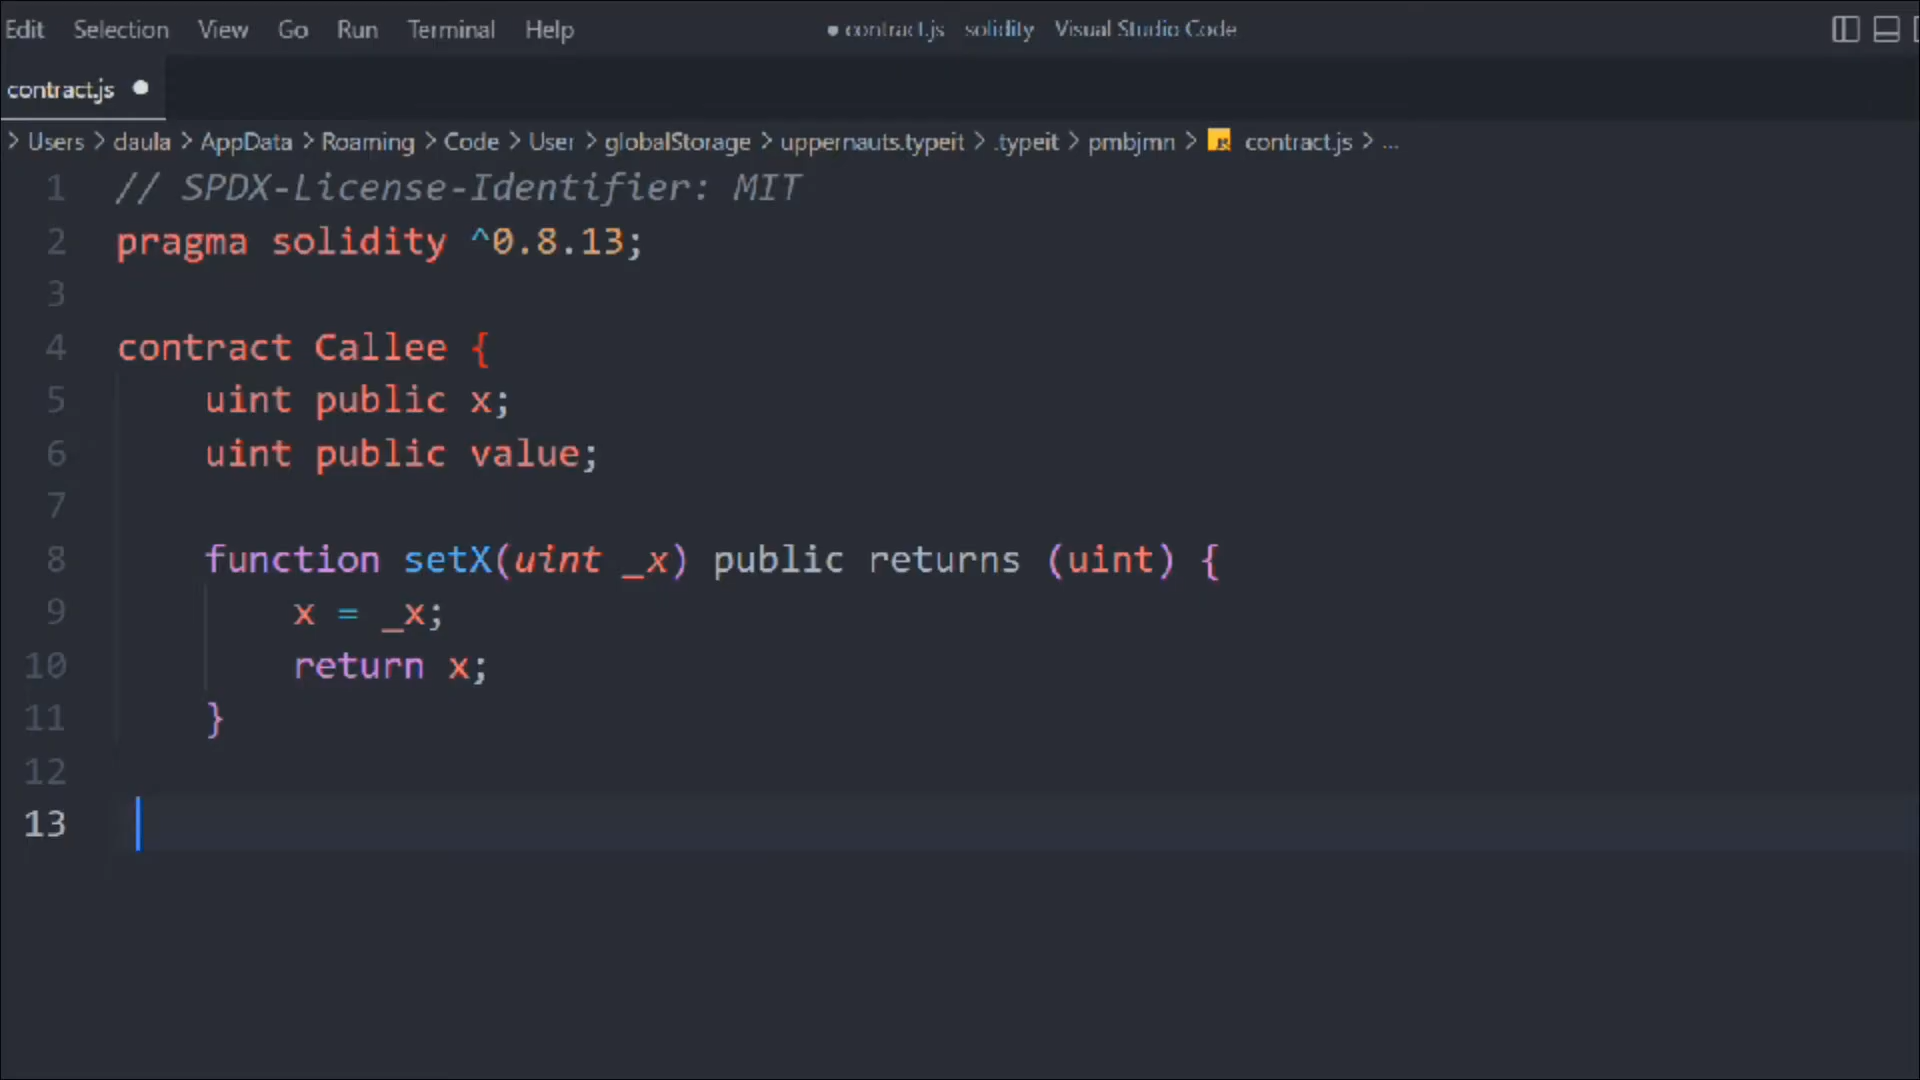 Edit Selection View Go Run Terminal Help ● contract.js solidity Visual Studio Code
contract.js ●
> Users > daula > AppData > Roaming > Code > User > globalStorage > uppernauts.typeit > .typeit > pmbjmn > contract.js > ...
1 // SPDX-License-Identifier: MIT
2 pragma solidity ^0.8.13;
3
4 contract Callee {
5 uint public x;
6 uint public value;
7
8 function setX(uint _x) public returns (uint) {
9 x = _x;
10 return x;
11 }
12
13